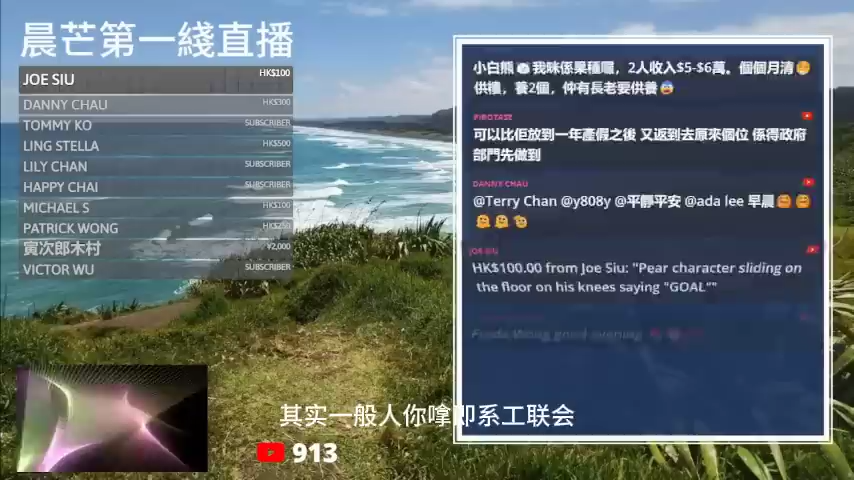 晨芒第一綫直播
JOE SIU HK$100
DANNY CHAU HK$300
TOMMY KO SUBSCRIBER
LING STELLA HK$500
LILY CHAN SUBSCRIBER
HAPPY CHAI SUBSCRIBER
MICHAEL S HK$100
PATRICK WONG HK$250
寅次郎木村 ¥2,000
VICTOR WU SUBSCRIBER
小白熊🐻‍❄️我睇係果種囉，2人收入$5-$6萬。個個月清😁
供樓，養2個，仲有長老要供養😱
PIROTASE
可以比佢放到一年產假之後 又返到去原來個位 係得政府
部門先做到
DANNY CHAU
@Terry Chan @y808y @平靜平安 @ada lee 早晨
JOE SIU
HK$100.00 from Joe Siu: "Pear character sliding on
the floor on his knees saying "GOAL""
good morning
其实一般人你嗱即系工联会
913